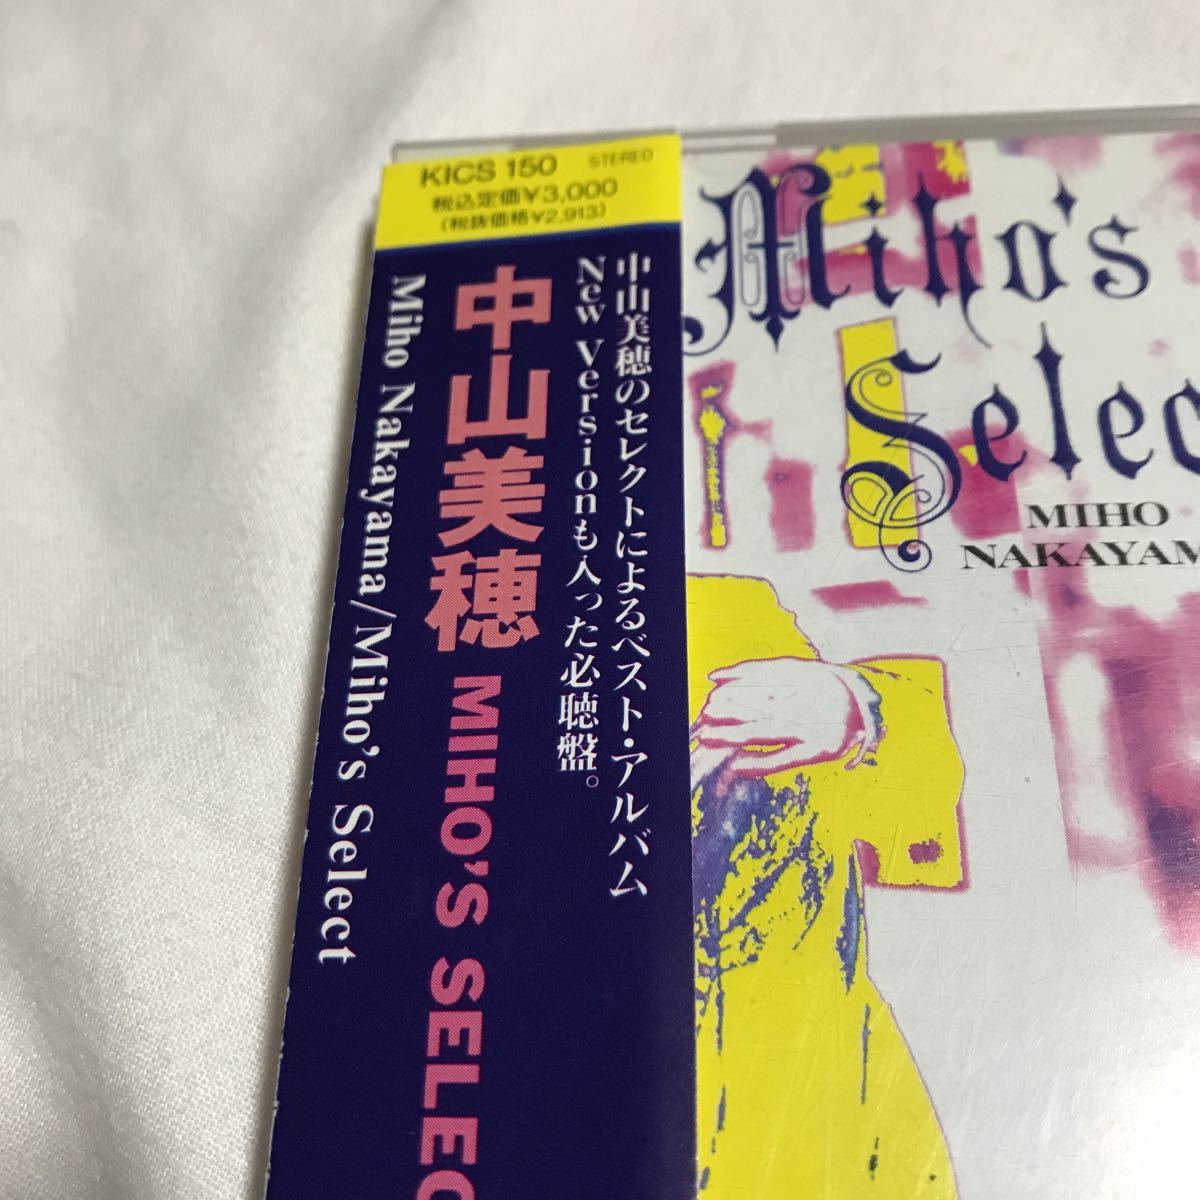 KICS 150 STEREO
税込定価¥3,000
(税抜価格¥2,913)
中山美穂のセレクトによるベスト・アルバム
New Versionも入った必聴盤。
中山美穂 MIHO'S SELEC
Miho Nakayama/Miho's Select
Miho's
Selec
MIHO
NAKAYAM